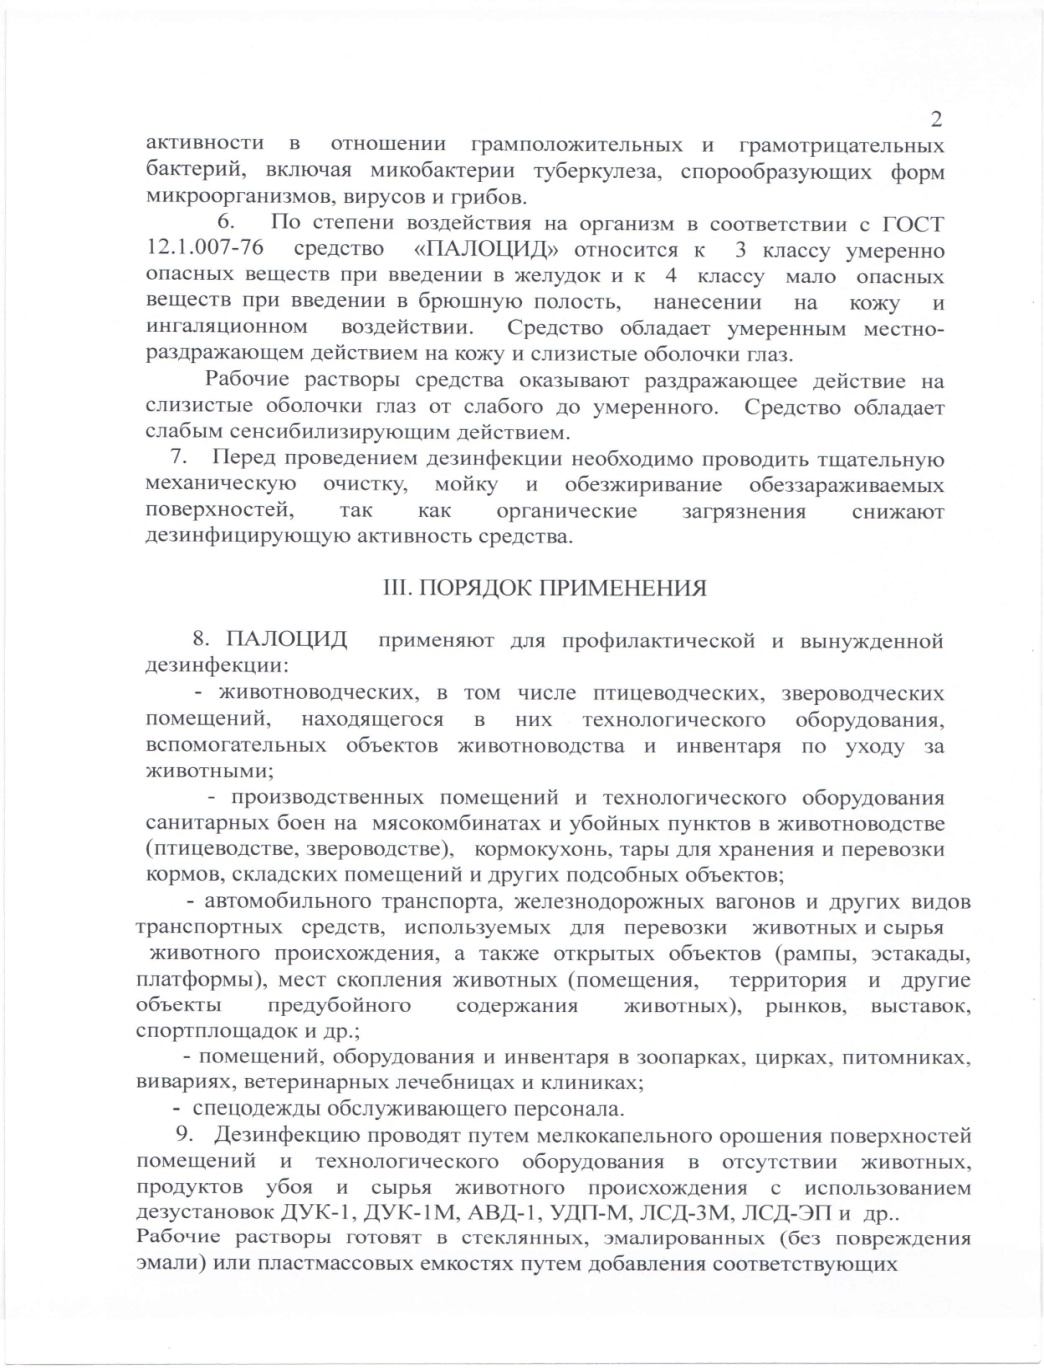 2
активности в отношении грамположительных и грамотрицательных
бактерий, включая микобактерии туберкулеза, спорообразующих форм
микроорганизмов, вирусов и грибов.
6. По степени воздействия на организм в соответствии с ГОСТ
12.1.007-76 средство «ПАЛОЦИД» относится к 3 классу умеренно
опасных веществ при введении в желудок и к 4 классу мало опасных
веществ при введении в брюшную полость, нанесении на кожу и
ингаляционном воздействии. Средство обладает умеренным местно-
раздражающем действием на кожу и слизистые оболочки глаз.
Рабочие растворы средства оказывают раздражающее действие на
слизистые оболочки глаз от слабого до умеренного. Средство обладает
слабым сенсибилизирующим действием.
7. Перед проведением дезинфекции необходимо проводить тщательную
механическую очистку, мойку и обезжиривание обеззараживаемых
поверхностей, так как органические загрязнения снижают
дезинфицирующую активность средства.
III. ПОРЯДОК ПРИМЕНЕНИЯ
8. ПАЛОЦИД применяют для профилактической и вынужденной
дезинфекции:
- животноводческих, в том числе птицеводческих, звероводческих
помещений, находящегося в них технологического оборудования,
вспомогательных объектов животноводства и инвентаря по уходу за
животными;
- производственных помещений и технологического оборудования
санитарных боен на мясокомбинатах и убойных пунктов в животноводстве
(птицеводстве, звероводстве), кормокухонь, тары для хранения и перевозки
кормов, складских помещений и других подсобных объектов;
- автомобильного транспорта, железнодорожных вагонов и других видов
транспортных средств, используемых для перевозки животных и сырья
животного происхождения, а также открытых объектов (рампы, эстакады,
платформы), мест скопления животных (помещения, территория и другие
объекты предубойного содержания животных), рынков, выставок,
спортплощадок и др.;
- помещений, оборудования и инвентаря в зоопарках, цирках, питомниках,
вивариях, ветеринарных лечебницах и клиниках;
- спецодежды обслуживающего персонала.
9. Дезинфекцию проводят путем мелкокапельного орошения поверхностей
помещений и технологического оборудования в отсутствии животных,
продуктов убоя и сырья животного происхождения с использованием
дезустановок ДУК-1, ДУК-1М, АВД-1, УДП-М, ЛСД-3М, ЛСД-ЭП и др..
Рабочие растворы готовят в стеклянных, эмалированных (без повреждения
эмали) или пластмассовых емкостях путем добавления соответствующих